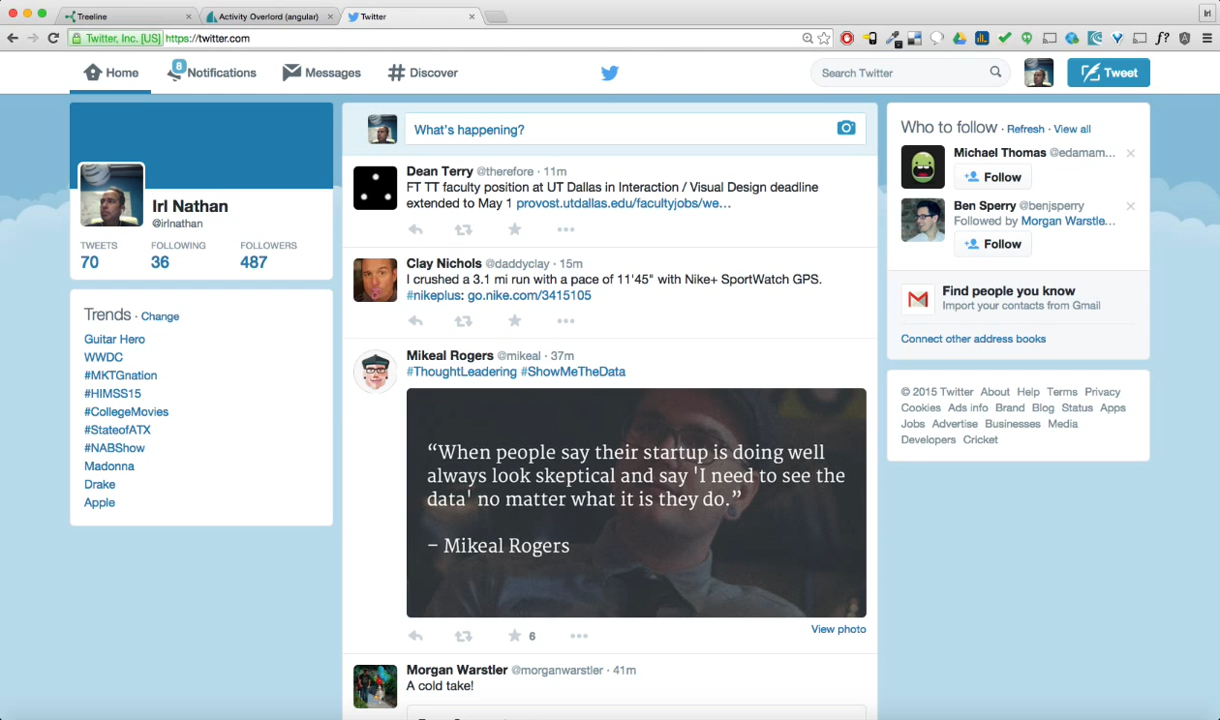 Treeline
Activity Overlord (angular)
Twitter
Irl
Twitter, Inc. [US]
https://twitter.com
f?
Home
8
Notifications
Messages
Discover
Search Twitter
Tweet
Irl Nathan
@irlnathan
TWEETS FOLLOWING FOLLOWERS
70 36 487
Trends · Change
Guitar Hero
WWDC
#MKTGnation
#HIMSS15
#CollegeMovies
#StateofATX
#NABShow
Madonna
Drake
Apple
What's happening?
Dean Terry @therefore · 11m
FT TT faculty position at UT Dallas in Interaction / Visual Design deadline
extended to May 1 provost.utdallas.edu/facultyjobs/we...
Clay Nichols @daddyclay · 15m
I crushed a 3.1 mi run with a pace of 11'45" with Nike+ SportWatch GPS.
#nikeplus: go.nike.com/3415105
Mikeal Rogers @mikeal · 37m
#ThoughtLeadering #ShowMeTheData
“When people say their startup is doing well
always look skeptical and say 'I need to see the
data' no matter what it is they do.”
– Mikeal Rogers
6
View photo
Morgan Warstler @morganwarstler · 41m
A cold take!
Who to follow · Refresh · View all
Michael Thomas @edamam...
Follow
Ben Sperry @benjsperry
Followed by Morgan Warstle...
Follow
Find people you know
Import your contacts from Gmail
Connect other address books
© 2015 Twitter About Help Terms Privacy
Cookies Ads info Brand Blog Status Apps
Jobs Advertise Businesses Media
Developers Cricket